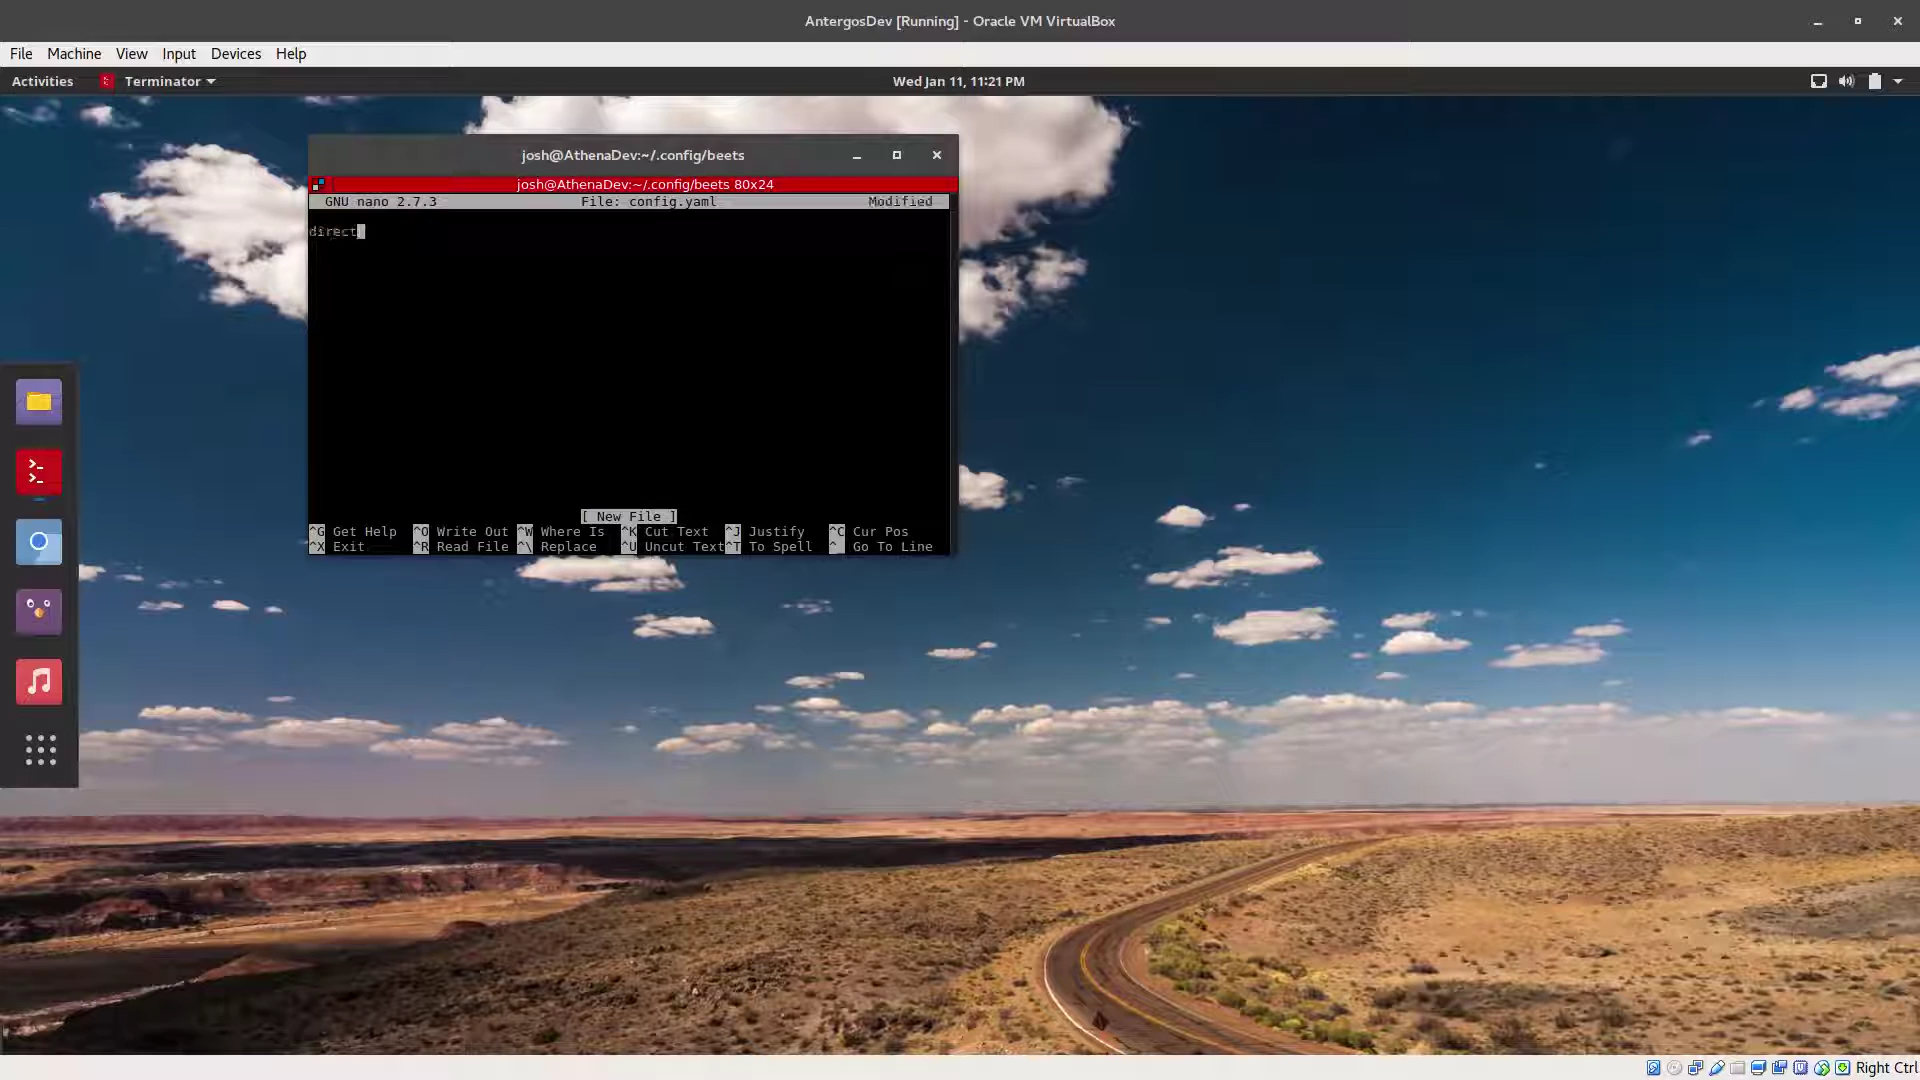 AntergosDev [Running] - Oracle VM VirtualBox
File Machine View Input Devices Help
Activities Terminator Wed Jan 11, 11:21 PM
josh@AthenaDev:~/.config/beets
josh@AthenaDev:~/.config/beets 80x24
GNU nano 2.7.3 File: config.yaml Modified
direct
[ New File ]
^G Get Help ^O Write Out ^W Where Is ^K Cut Text ^J Justify ^C Cur Pos
^X Exit ^R Read File ^\ Replace ^U Uncut Text ^T To Spell ^_ Go To Line
Right Ctrl